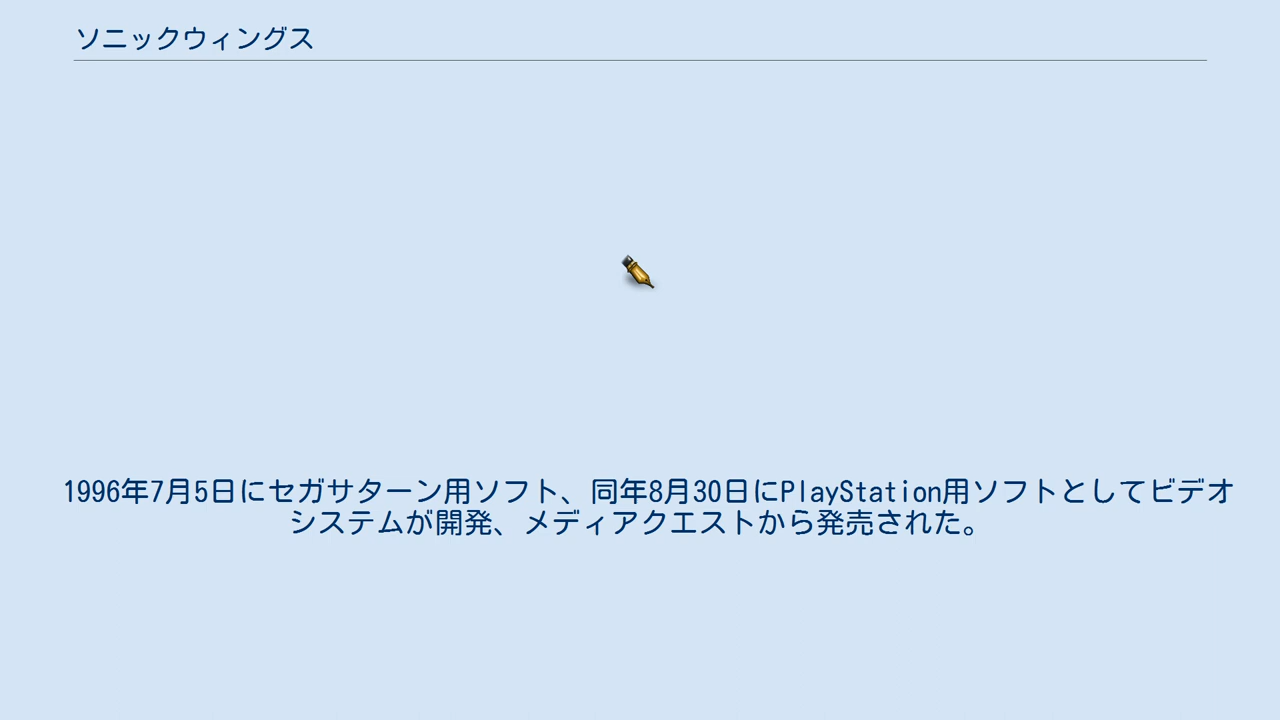 ソニックウィングス
1996年7月5日にセガサターン用ソフト、同年8月30日にPlayStation用ソフトとしてビデオ
システムが開発、メディアクエストから発売された。